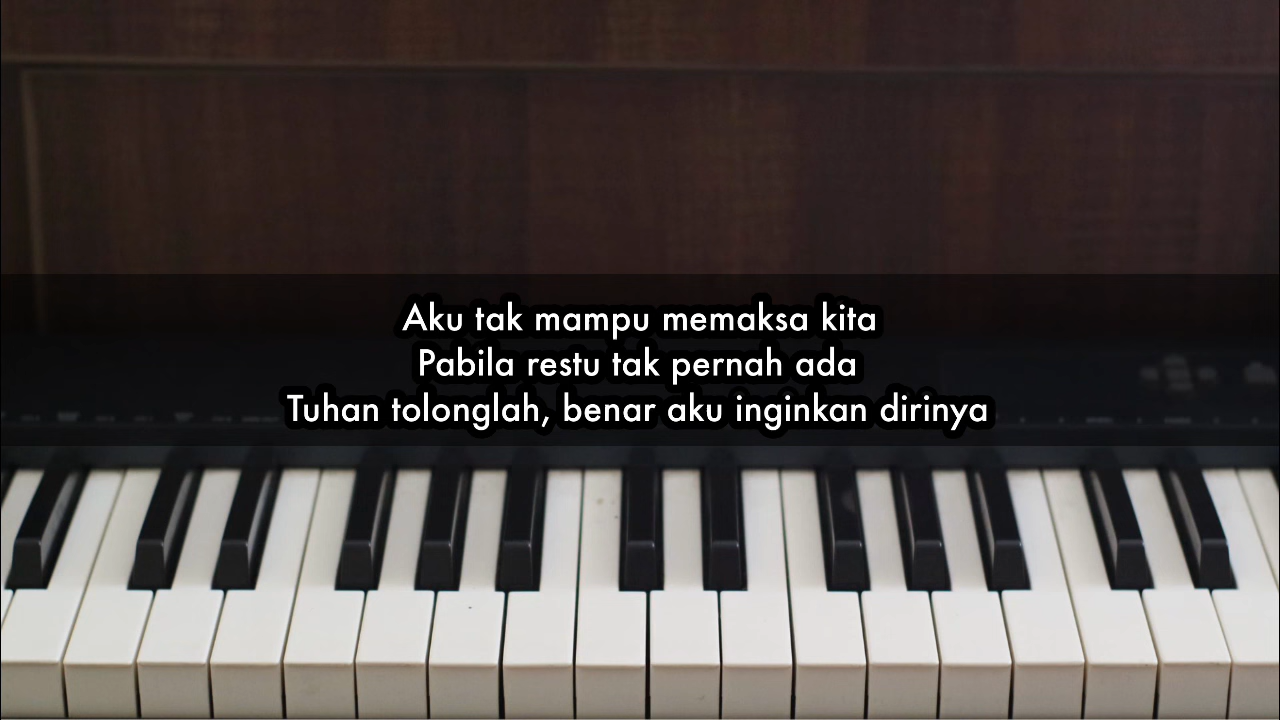 Aku tak mampu memaksa kita
Pabila restu tak pernah ada
Tuhan tolonglah, benar aku inginkan dirinya